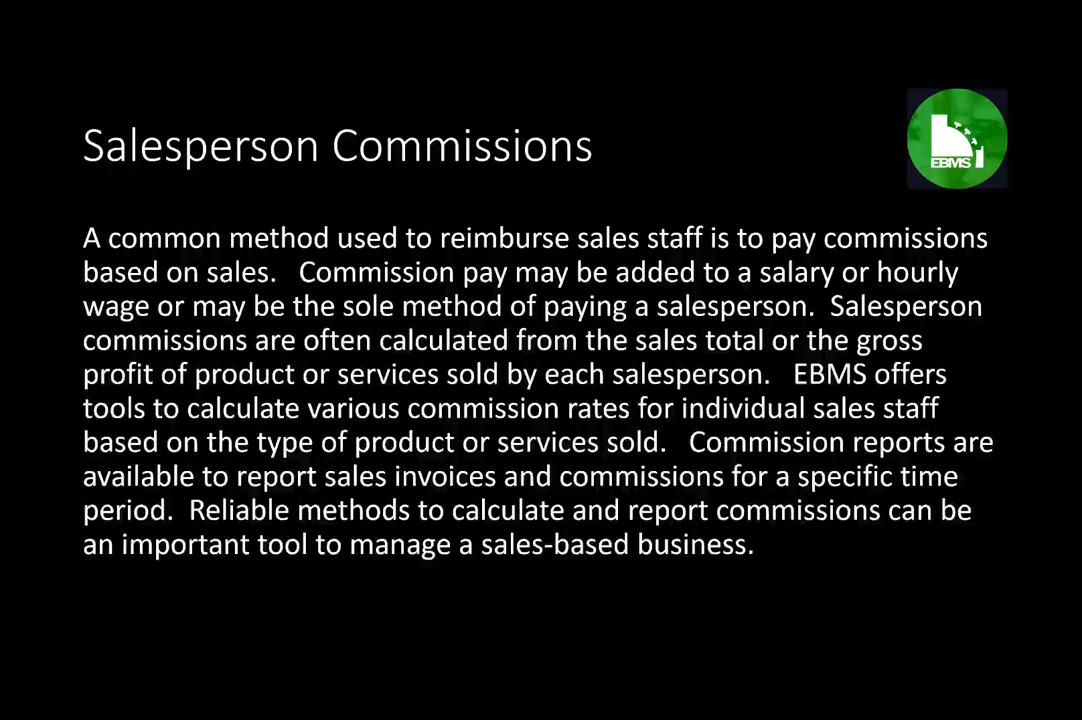 Salesperson Commissions
EBMS
A common method used to reimburse sales staff is to pay commissions
based on sales.   Commission pay may be added to a salary or hourly
wage or may be the sole method of paying a salesperson.  Salesperson
commissions are often calculated from the sales total or the gross
profit of product or services sold by each salesperson.   EBMS offers
tools to calculate various commission rates for individual sales staff
based on the type of product or services sold.   Commission reports are
available to report sales invoices and commissions for a specific time
period.  Reliable methods to calculate and report commissions can be
an important tool to manage a sales-based business.